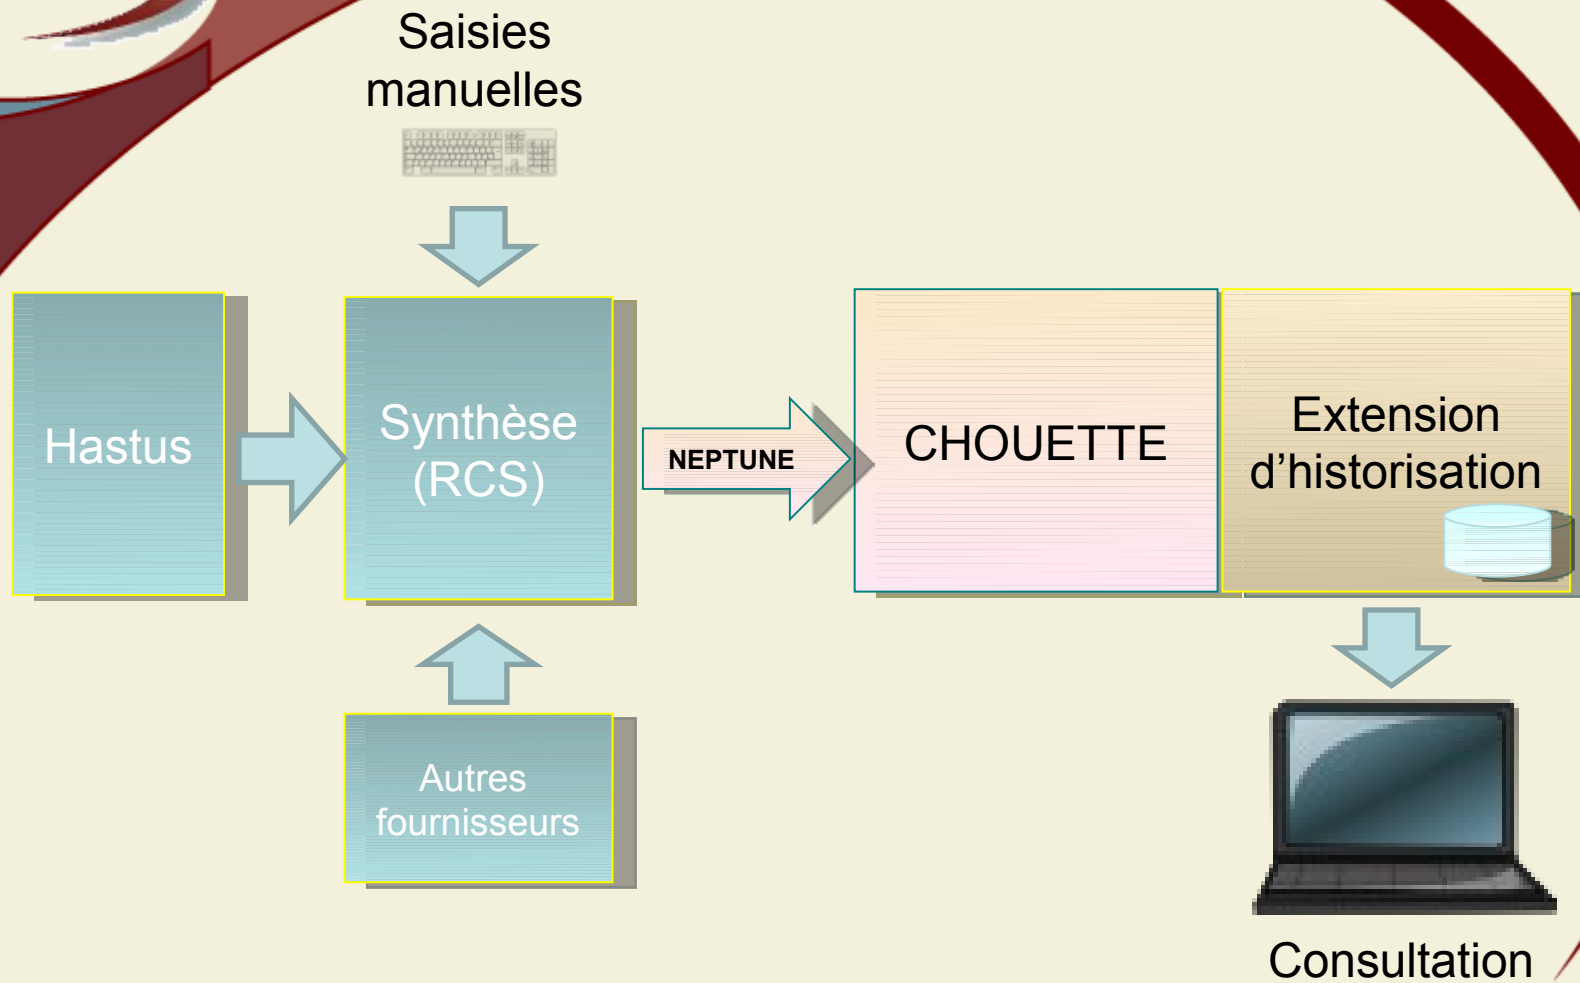 Saisies
manuelles
Hastus
Synthèse
(RCS)
NEPTUNE
CHOUETTE
Extension
d’historisation
Autres
fournisseurs
Consultation